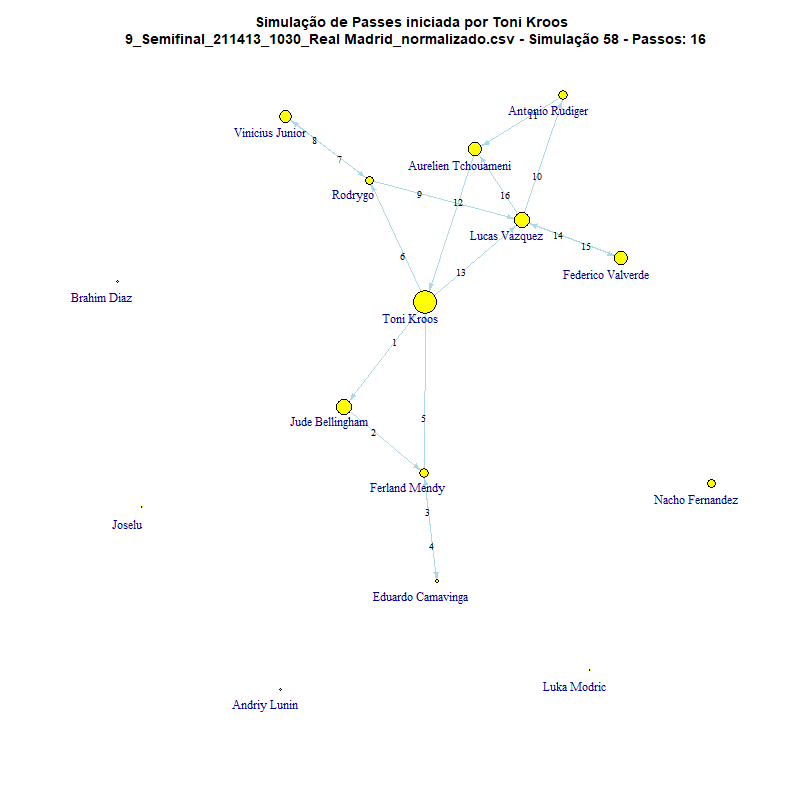 Simulação de Passes iniciada por Toni Kroos
9_Semifinal_211413_1030_Real Madrid_normalizado.csv - Simulação 58 - Passos: 16
Antonio Rudiger
11
Vinicius Junior
8
7
Aurelien Tchouameni
10
Rodrygo
9
16
12
Lucas Vazquez
14
15
6
13
Federico Valverde
Brahim Diaz
Toni Kroos
1
Jude Bellingham
5
2
Ferland Mendy
Nacho Fernandez
3
Joselu
4
Eduardo Camavinga
Luka Modric
Andriy Lunin